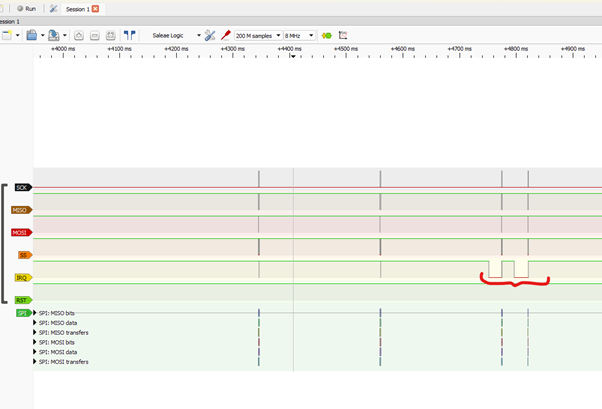 Run
Session 1
ession 1
Saleae Logic
200 M samples
8 MHz
+4000 ms +4100 ms +4200 ms +4300 ms +4400 ms +4500 ms +4600 ms +4700 ms +4800 ms +4900 ms
SCK
MISO
MOSI
SS
IRQ
RST
SPI
SPI: MISO bits
SPI: MISO data
SPI: MISO transfers
SPI: MOSI bits
SPI: MOSI data
SPI: MOSI transfers